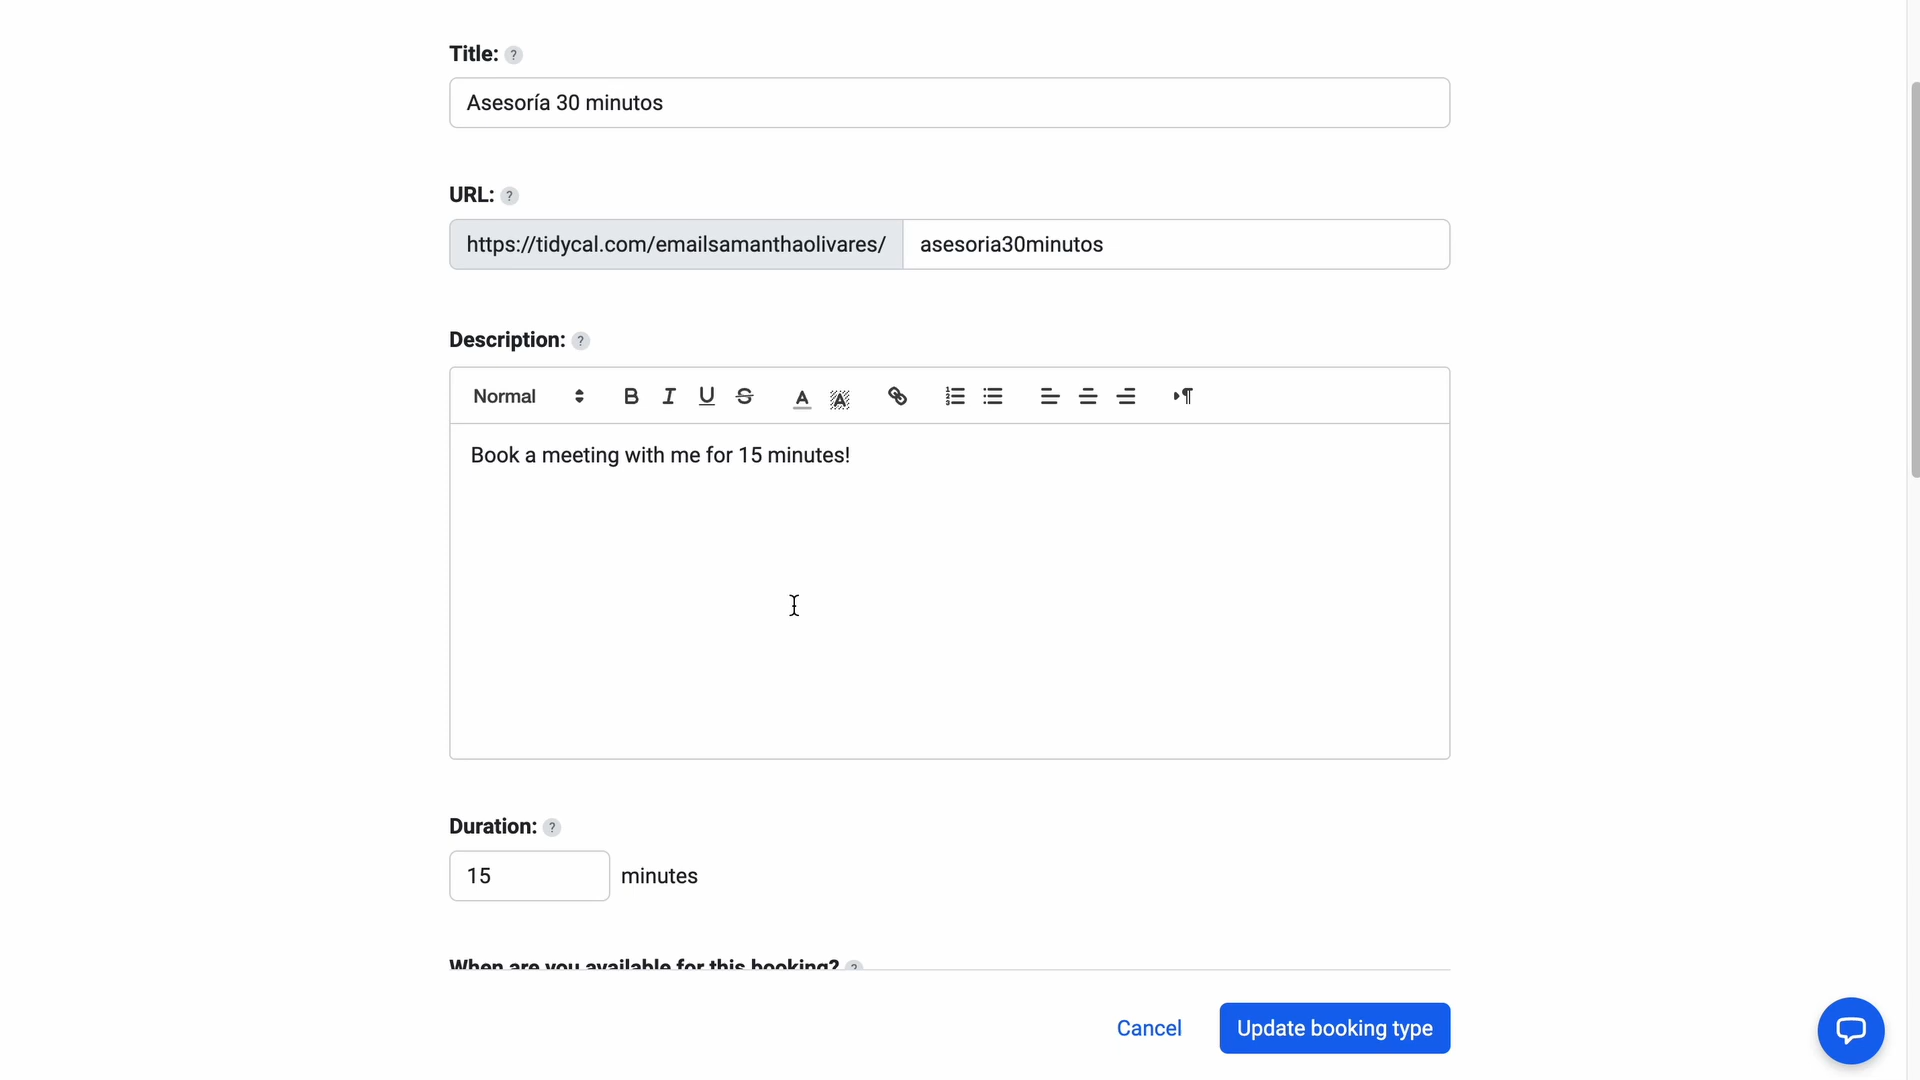 Title: ?
Asesoría 30 minutos
URL: ?
https://tidycal.com/emailsamanthaolivares/ asesoria30minutos
Description: ?
Normal B I U S A A
Book a meeting with me for 15 minutes!
Duration: ?
15 minutes
When are you available for this booking? ?
Cancel Update booking type